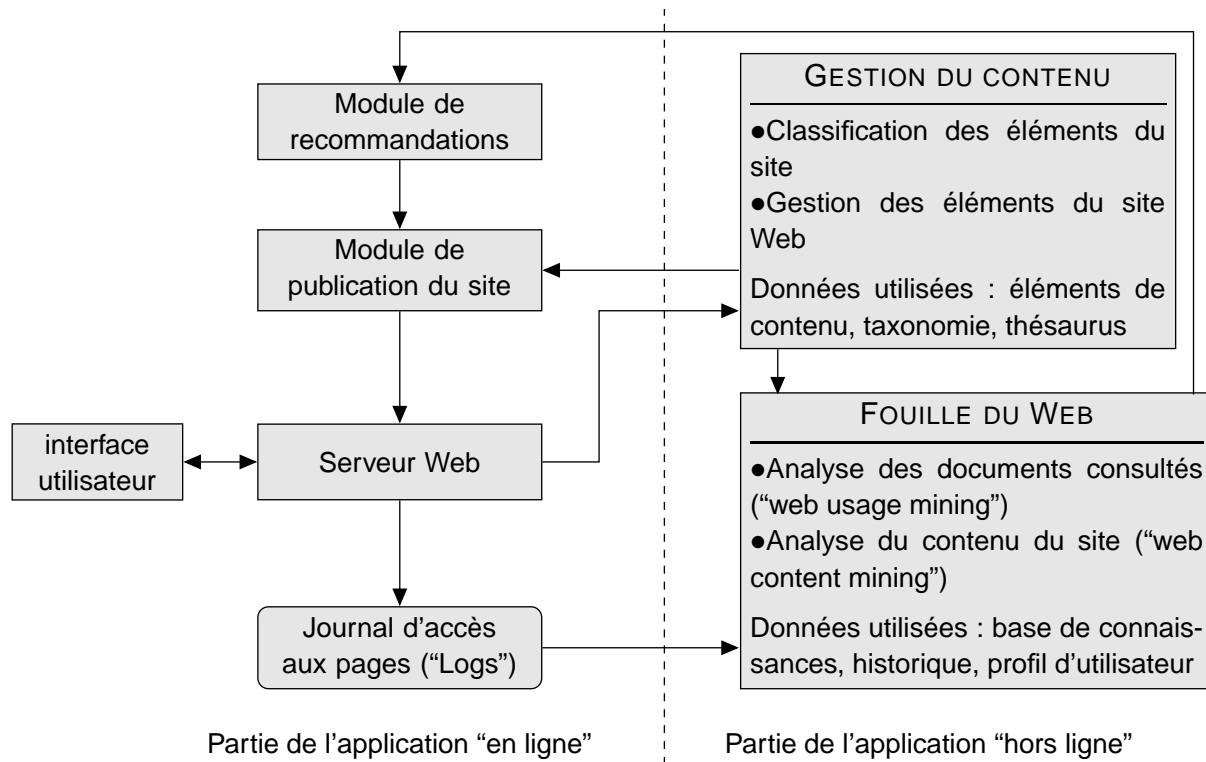 Module de
recommandations
Module de
publication du site
interface
utilisateur
Serveur Web
Journal d'accès
aux pages (“Logs”)
Partie de l'application “en ligne”
GESTION DU CONTENU
●Classification des éléments du
site
●Gestion des éléments du site
Web
Données utilisées : éléments de
contenu, taxonomie, thésaurus
FOUILLE DU WEB
●Analyse des documents consultés
(“web usage mining”)
●Analyse du contenu du site (“web
content mining”)
Données utilisées : base de connais-
sances, historique, profil d'utilisateur
Partie de l'application “hors ligne”